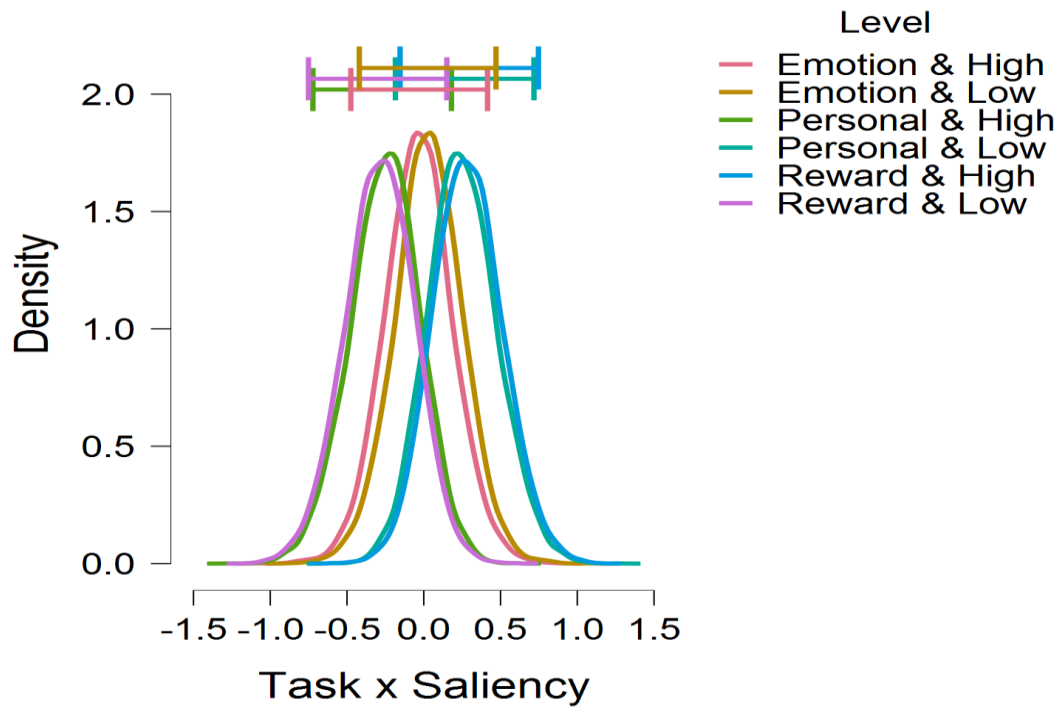 Level
Emotion & High
Emotion & Low
Personal & High
Personal & Low
Reward & High
Reward & Low
Density
2.0
1.5
1.0
0.5
0.0
-1.5 -1.0 -0.5 0.0 0.5 1.0 1.5
Task x Saliency